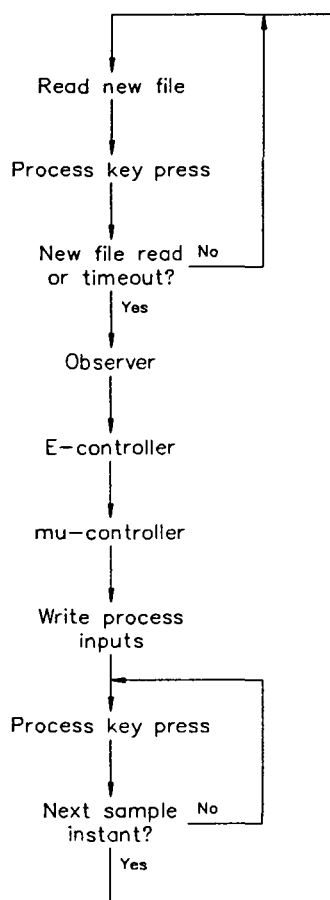 Read new file
Process key press
New file read
or timeout?
No
Yes
Observer
E-controller
mu-controller
Write process
inputs
Process key press
Next sample
instant?
No
Yes